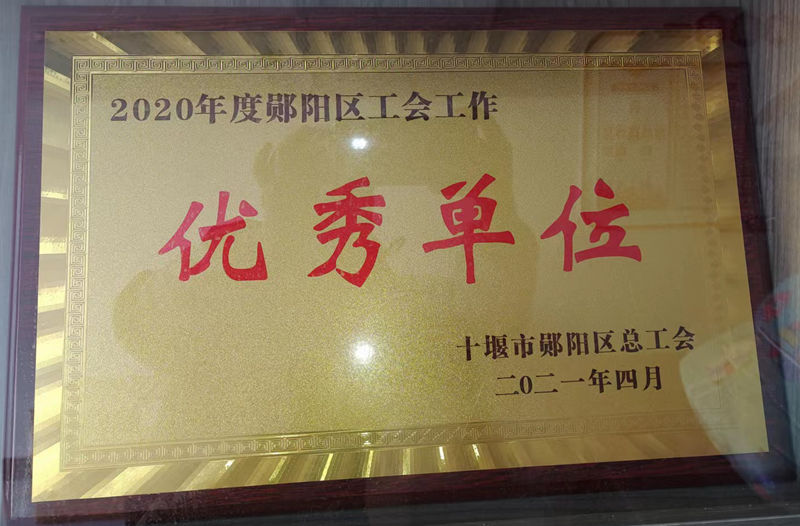 2020年度郧阳区工会工作
优秀单位
十堰市郧阳区总工会
二〇二一年四月